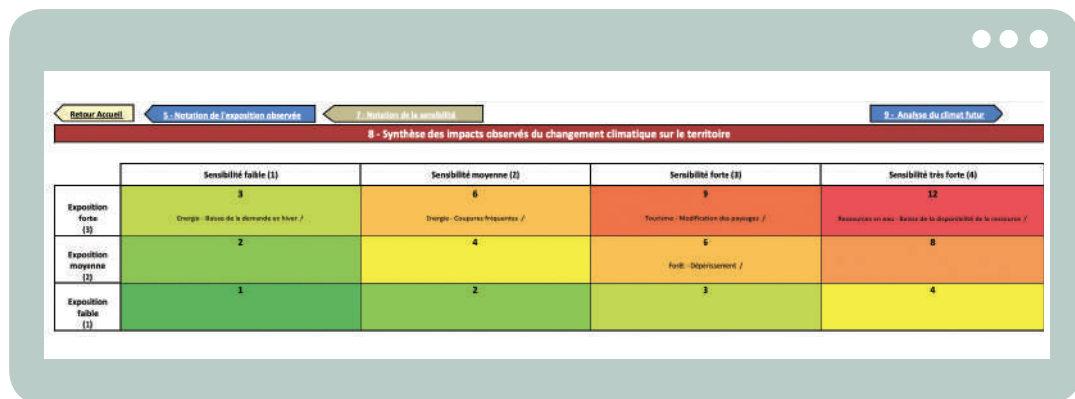 Retour Accueil
5 - Notation de l'exposition observée
7 - Notation de la sensibilité
9 - Analyse du climat futur
8 - Synthèse des impacts observés du changement climatique sur le territoire
Sensibilité faible (1)
Sensibilité moyenne (2)
Sensibilité forte (3)
Sensibilité très forte (4)
Exposition
forte
(3)
3
Energie - Baisse de la demande en hiver /
6
Energie - Coupures fréquentes /
9
Tourisme - Modification des paysages /
12
Ressources en eau - Baisse de la disponibilité de la ressource /
Exposition
moyenne
(2)
2
4
6
Forêt - Dépérissement /
8
Exposition
faible
(1)
1
2
3
4